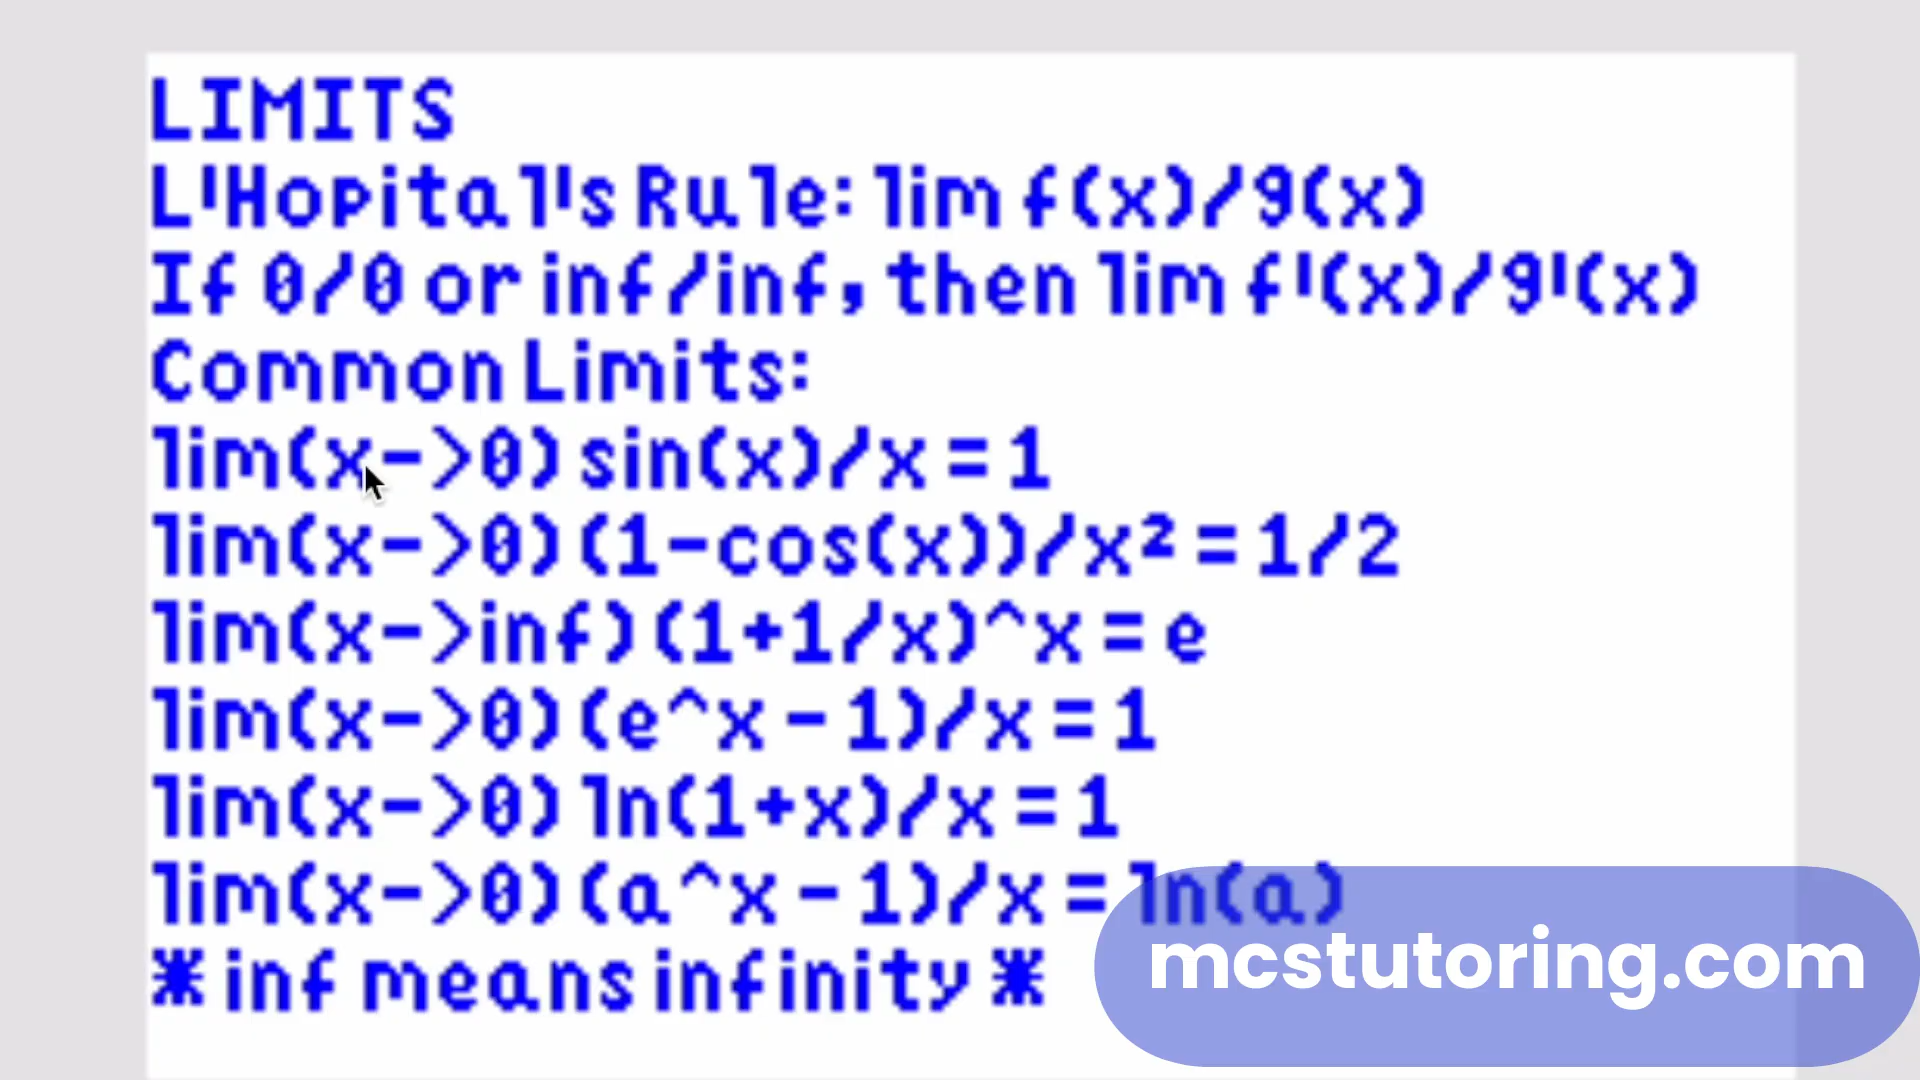 LIMITS
L'Hopital's Rule: lim f(x)/g(x)
If 0/0 or inf/inf, then lim f'(x)/g'(x)
Common Limits:
lim(x->0) sin(x)/x = 1
lim(x->0) (1-cos(x))/x² = 1/2
lim(x->inf) (1+1/x)^x = e
lim(x->0) (e^x - 1)/x = 1
lim(x->0) ln(1+x)/x = 1
lim(x->0) (a^x - 1)/x = ln(a)
* inf means infinity *
mcstutoring.com